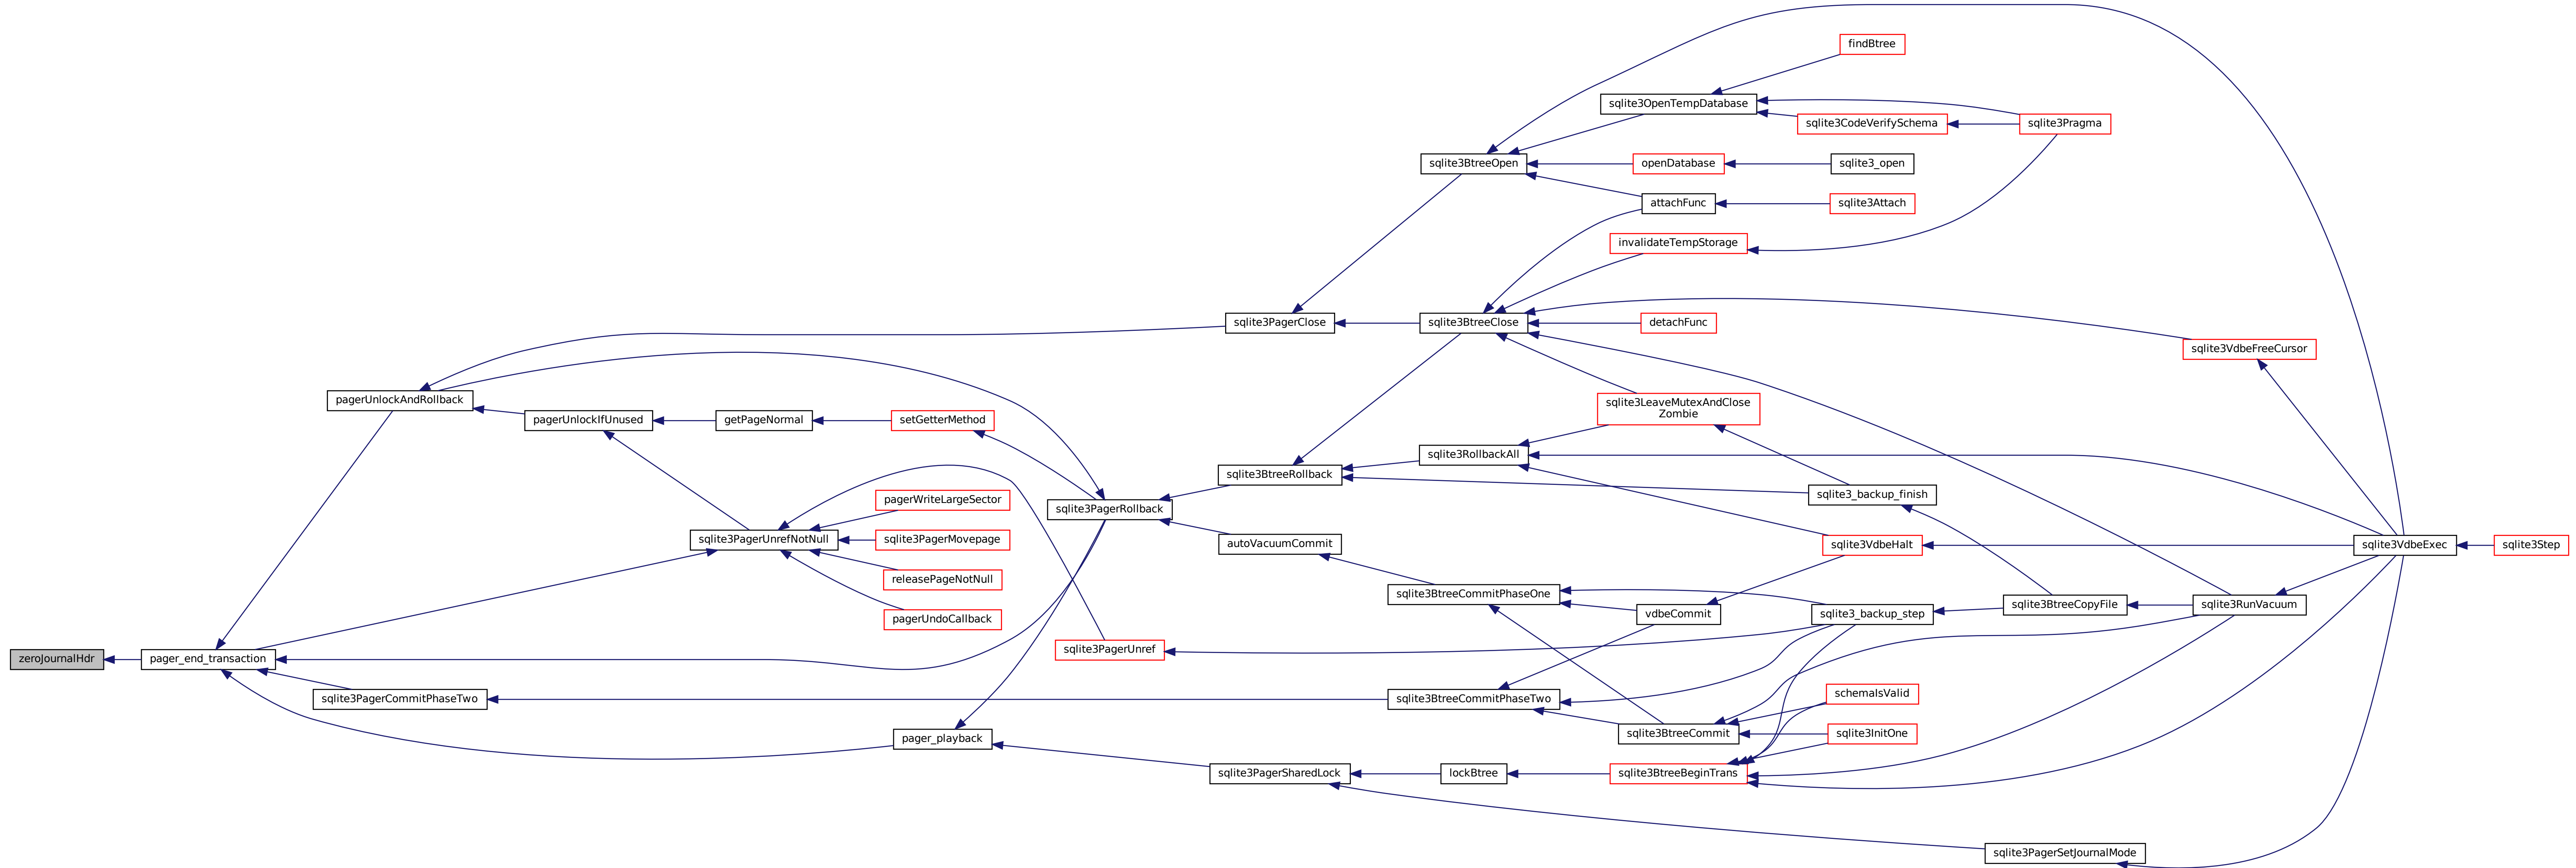 findBtree
sqlite3OpenTempDatabase
sqlite3CodeVerifySchema
sqlite3Pragma
sqlite3BtreeOpen
openDatabase
sqlite3_open
attachFunc
sqlite3Attach
invalidateTempStorage
sqlite3PagerClose
sqlite3BtreeClose
detachFunc
sqlite3VdbeFreeCursor
pagerUnlockAndRollback
sqlite3LeaveMutexAndClose
Zombie
pagerUnlockIfUnused
getPageNormal
setGetterMethod
sqlite3RollbackAll
sqlite3BtreeRollback
sqlite3_backup_finish
pagerWriteLargeSector
sqlite3PagerRollback
sqlite3PagerUnrefNotNull
sqlite3PagerMovepage
autoVacuumCommit
sqlite3VdbeHalt
sqlite3VdbeExec
sqlite3Step
releasePageNotNull
sqlite3BtreeCommitPhaseOne
sqlite3BtreeCopyFile
sqlite3RunVacuum
vdbeCommit
sqlite3_backup_step
pagerUndoCallback
sqlite3PagerUnref
zeroJournalHdr
pager_end_transaction
sqlite3PagerCommitPhaseTwo
sqlite3BtreeCommitPhaseTwo
schemaIsValid
sqlite3BtreeCommit
sqlite3InitOne
pager_playback
sqlite3PagerSharedLock
lockBtree
sqlite3BtreeBeginTrans
sqlite3PagerSetJournalMode